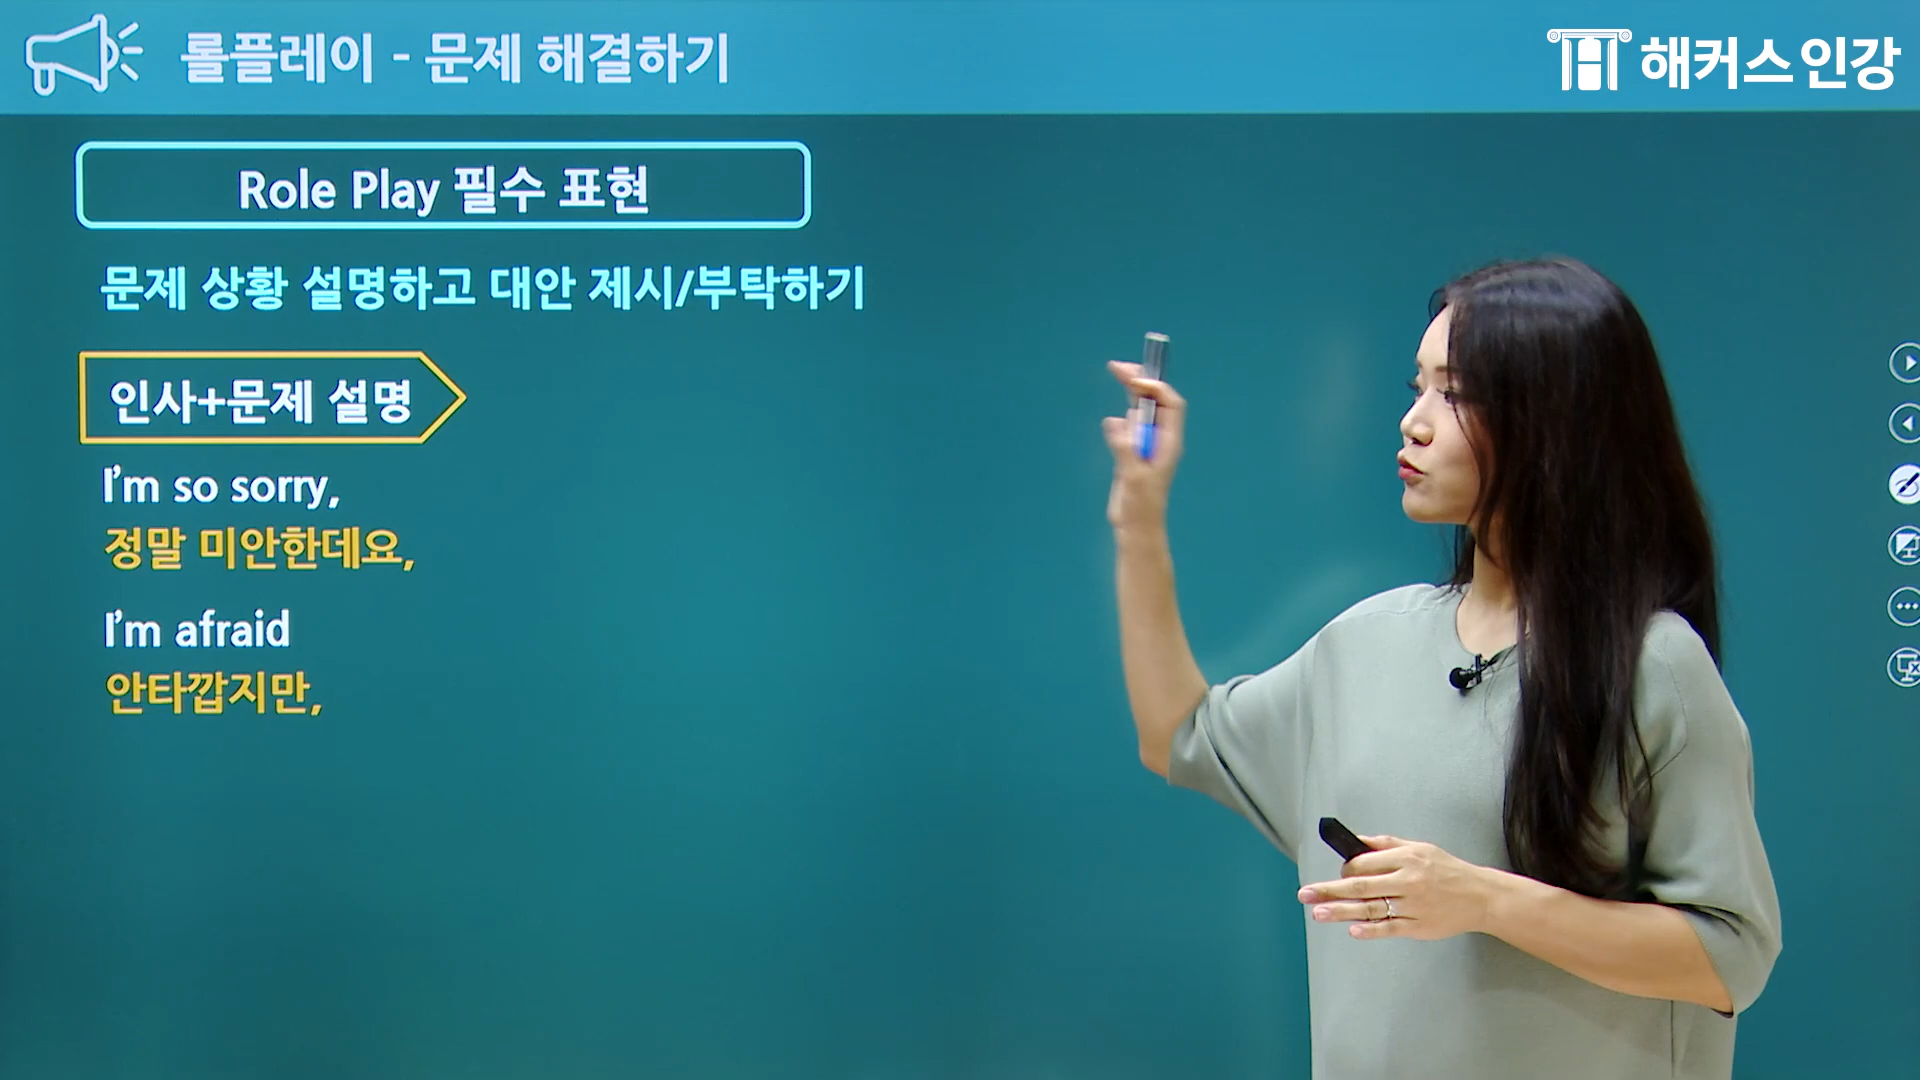 롤플레이 - 문제 해결하기
해커스인강
Role Play 필수 표현
문제 상황 설명하고 대안 제시/부탁하기
인사+문제 설명
I'm so sorry,
정말 미안한데요,
I'm afraid
안타깝지만,